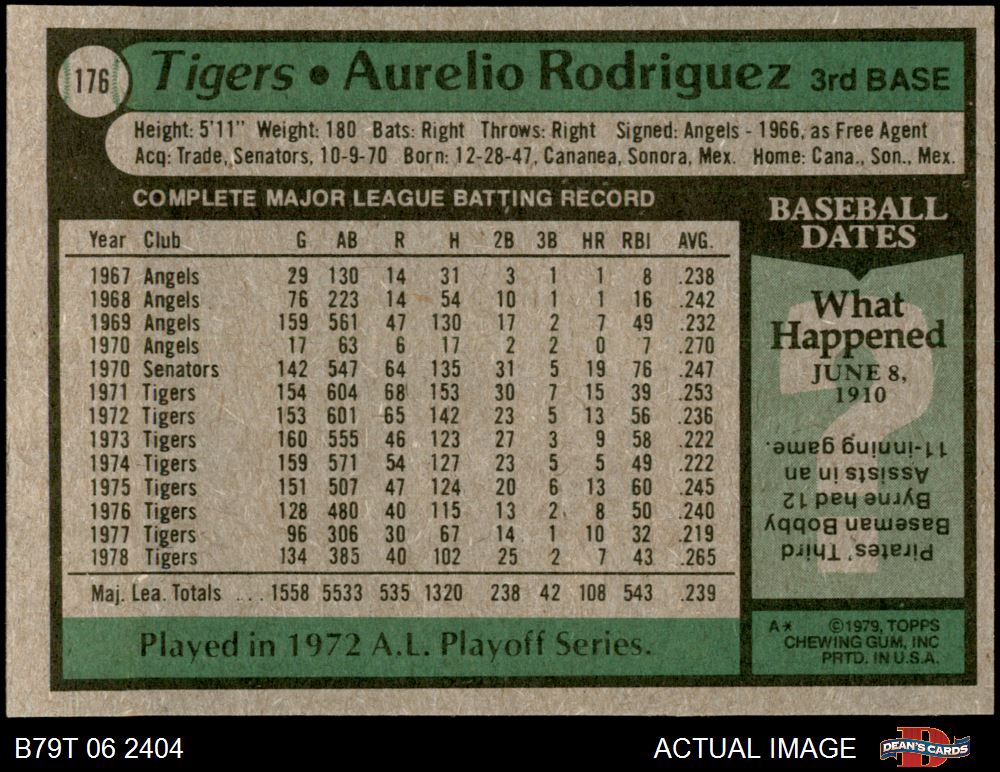 176 Tigers • Aurelio Rodriguez 3rd BASE
Height: 5'11" Weight: 180 Bats: Right Throws: Right Signed: Angels - 1966, as Free Agent
Acq: Trade, Senators, 10-9-70 Born: 12-28-47, Cananea, Sonora, Mex. Home: Cana., Son., Mex.
COMPLETE MAJOR LEAGUE BATTING RECORD
Year Club G AB R H 2B 3B HR RBI AVG.
1967 Angels 29 130 14 31 3 1 1 8 .238
1968 Angels 76 223 14 54 10 1 1 16 .242
1969 Angels 159 561 47 130 17 2 7 49 .232
1970 Angels 17 63 6 17 2 2 0 7 .270
1970 Senators 142 547 64 135 31 5 19 76 .247
1971 Tigers 154 604 68 153 30 7 15 39 .253
1972 Tigers 153 601 65 142 23 5 13 56 .236
1973 Tigers 160 555 46 123 27 3 9 58 .222
1974 Tigers 159 571 54 127 23 5 5 49 .222
1975 Tigers 151 507 47 124 20 6 13 60 .245
1976 Tigers 128 480 40 115 13 2 8 50 .240
1977 Tigers 96 306 30 67 14 1 10 32 .219
1978 Tigers 134 385 40 102 25 2 7 43 .265
Maj. Lea. Totals ... 1558 5533 535 1320 238 42 108 543 .239
Played in 1972 A.L. Playoff Series.
BASEBALL
DATES
What
Happened
JUNE 8,
1910
?
Pirates' Third
Baseman Bobby
Byrne had 12
Assists in an
11-inning game.
A* ©1979, TOPPS
CHEWING GUM, INC
PRTD. IN U.S.A.
B79T 06 2404 ACTUAL IMAGE DEAN'S CARDS